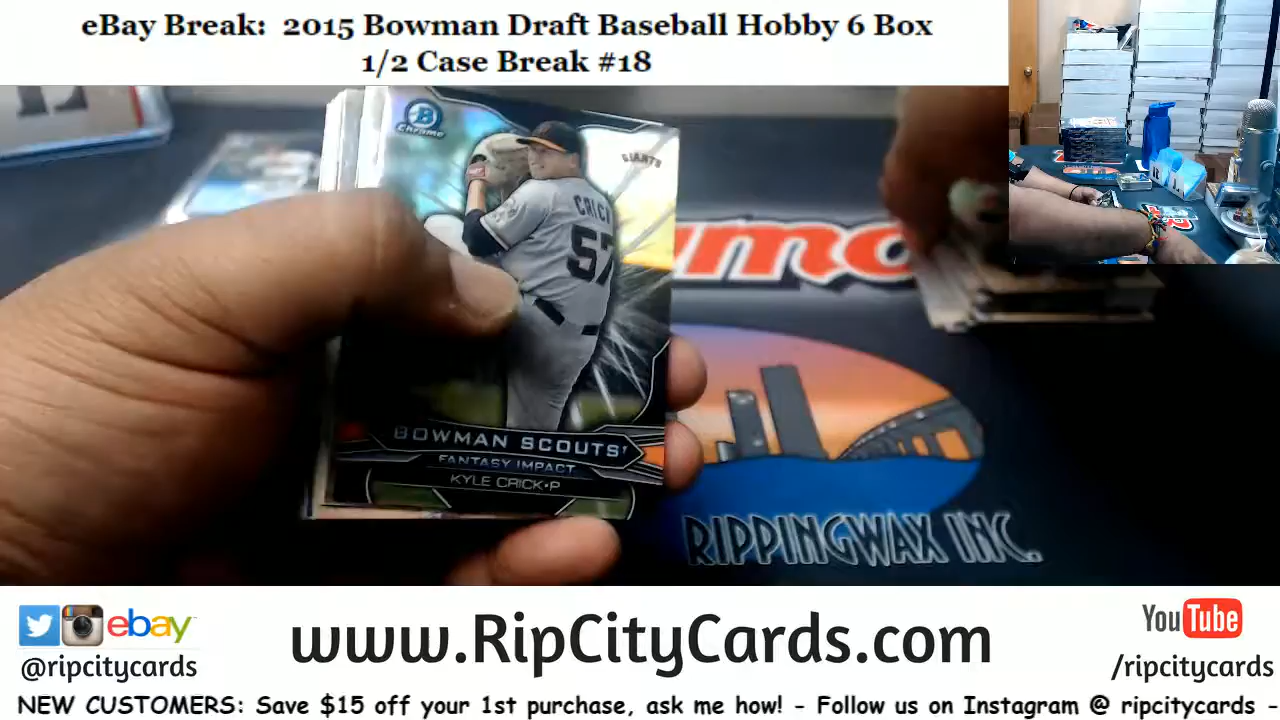 eBay Break: 2015 Bowman Draft Baseball Hobby 6 Box
1/2 Case Break #18
B
Chrome
GIANTS
CRICK
57
BOWMAN SCOUTS'
FANTASY IMPACT
KYLE CRICK•P
RIPPINGWAX INC.
ebay
@ripcitycards
www.RipCityCards.com
YouTube
/ripcitycards
NEW CUSTOMERS: Save $15 off your 1st purchase, ask me how! - Follow us on Instagram @ ripcitycards -